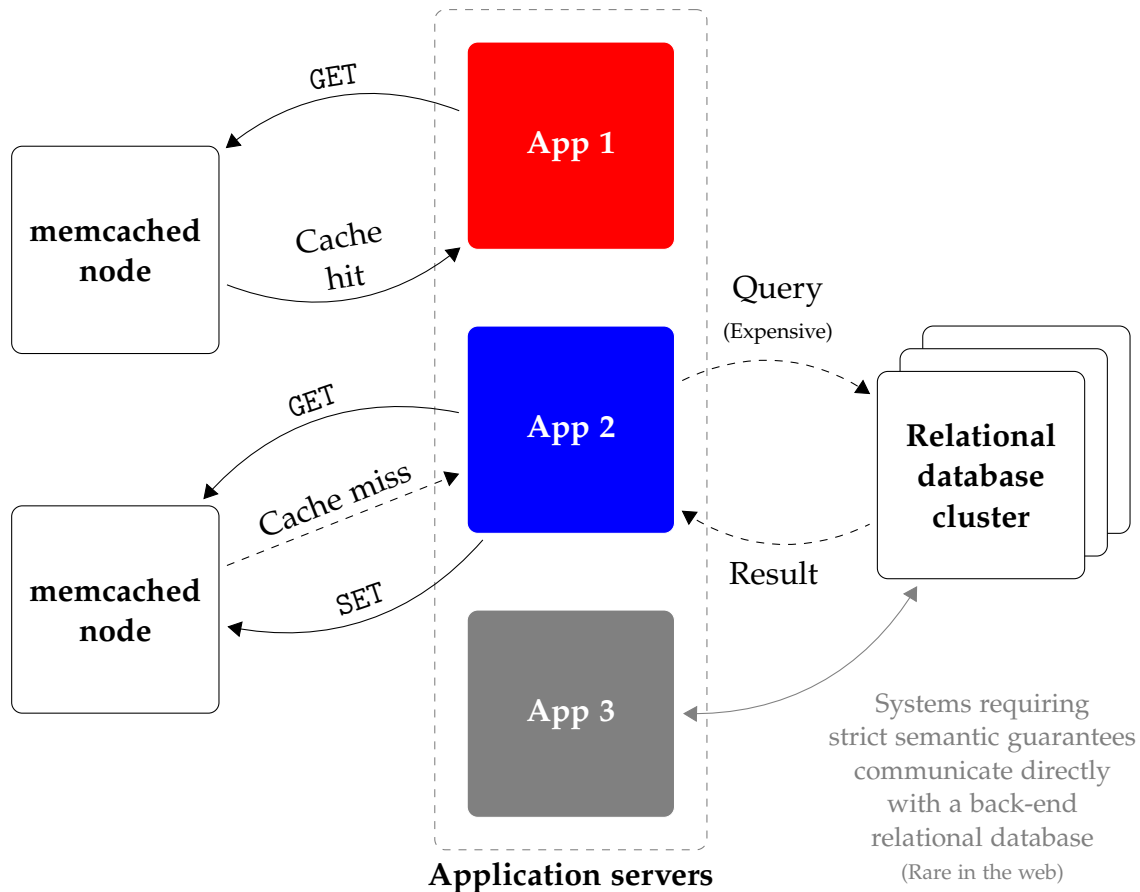 GET
App 1
memcached
node
Cache
hit
Query
(Expensive)
GET
App 2
Cache miss
Relational
database
cluster
memcached
node
SET
Result
App 3
Systems requiring
strict semantic guarantees
communicate directly
with a back-end
relational database
(Rare in the web)
Application servers